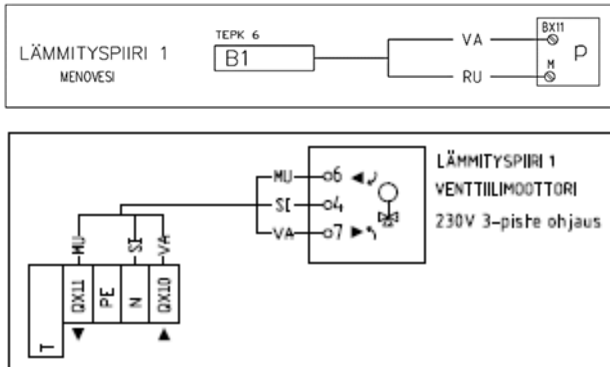 LÄMMITYSPIIRI 1
MENOVESI
TEPK 6
B1
VA
RU
BX11
M
P
MU
SI
VA
6
4
7
LÄMMITYSPIIRI 1
VENTTIILIMOOTTORI
230V 3-piste ohjaus
MU
SI
VA
T
QX11
PE
N
QX10